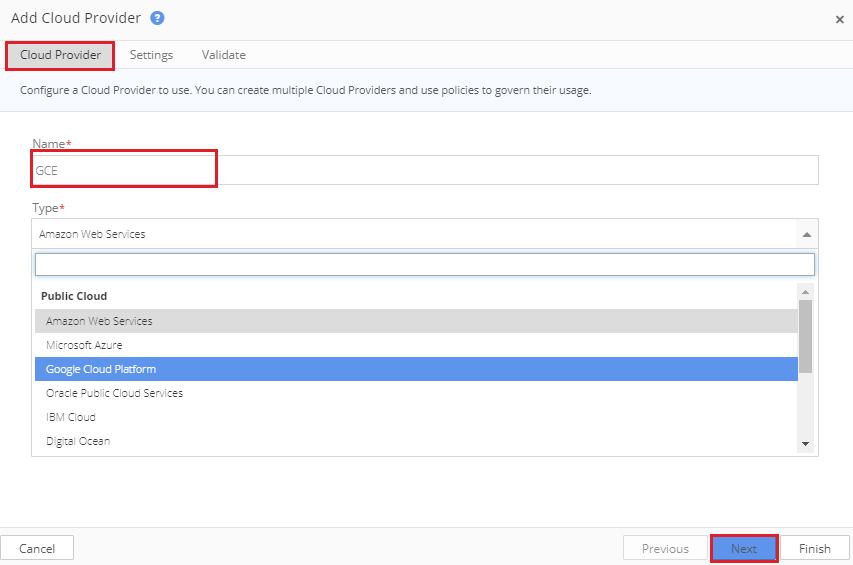 Add Cloud Provider ?
×
Cloud Provider Settings Validate
Configure a Cloud Provider to use. You can create multiple Cloud Providers and use policies to govern their usage.
Name*
GCE
Type*
Amazon Web Services
Public Cloud
Amazon Web Services
Microsoft Azure
Google Cloud Platform
Oracle Public Cloud Services
IBM Cloud
Digital Ocean
Cancel Previous Next Finish